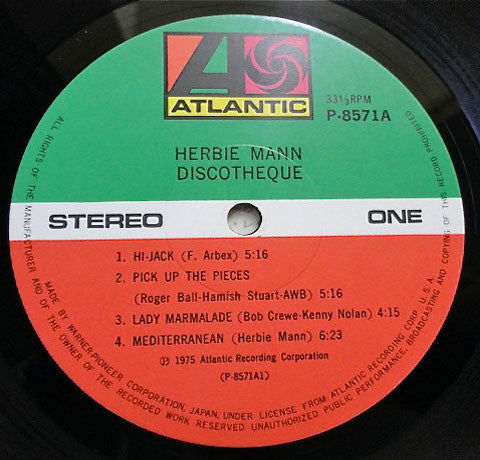 ATLANTIC
33⅓RPM
P-8571A
HERBIE MANN
DISCOTHEQUE
STEREO
ONE
1. HI-JACK (F. Arbex) 5:16
2. PICK UP THE PIECES
(Roger Ball-Hamish Stuart-AWB) 5:16
3. LADY MARMALADE (Bob Crewe-Kenny Nolan) 4:15
4. MEDITERRANEAN (Herbie Mann) 6:23
Ⓟ 1975 Atlantic Recording Corporation
(P-8571A1)
MADE BY WARNER-PIONEER CORPORATION, JAPAN, UNDER LICENSE FROM ATLANTIC RECORDING CORP. U.S.A.
ALL RIGHTS OF THE MANUFACTURER AND OF THE OWNER OF THE RECORDED WORK RESERVED. UNAUTHORIZED PUBLIC PERFORMANCE, BROADCASTING AND COPYING OF THIS RECORD PROHIBITED